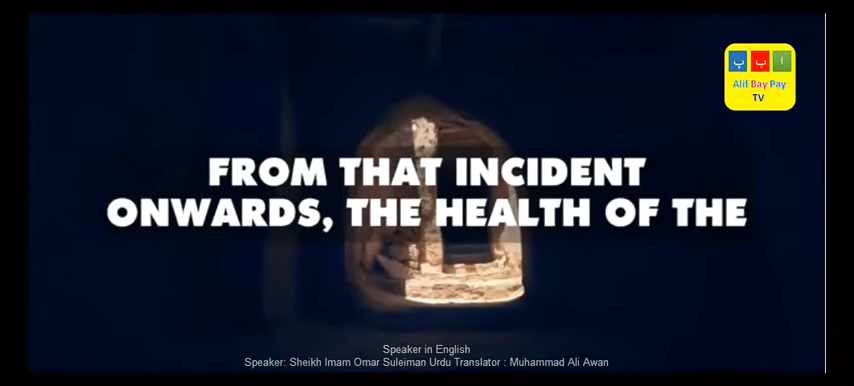 پ ب ا
Alif Bay Pay
TV
FROM THAT INCIDENT
ONWARDS, THE HEALTH OF THE
Speaker in English
Speaker: Sheikh Imam Omar Suleiman Urdu Translator : Muhammad Ali Awan